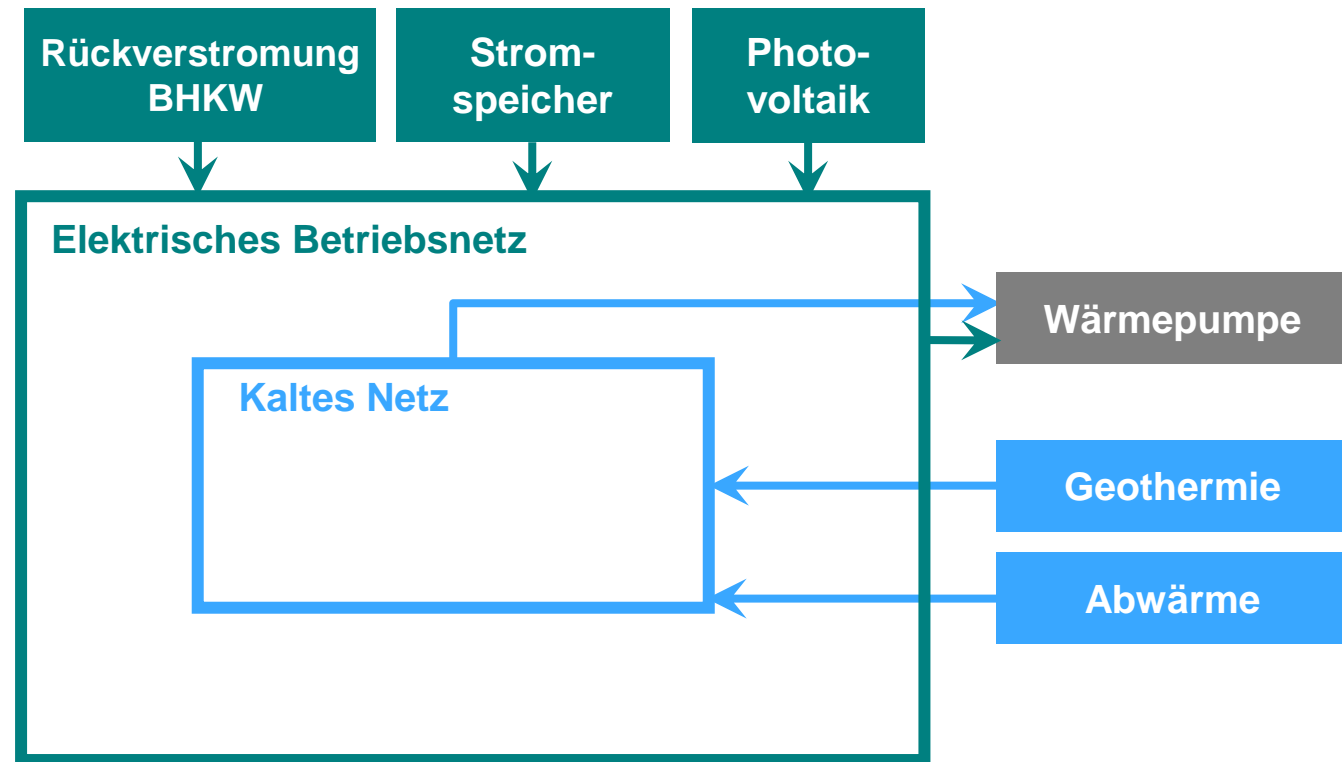 Rückverstromung
BHKW
Strom-
speicher
Photo-
voltaik
Elektrisches Betriebsnetz
Wärmepumpe
Kaltes Netz
Geothermie
Abwärme